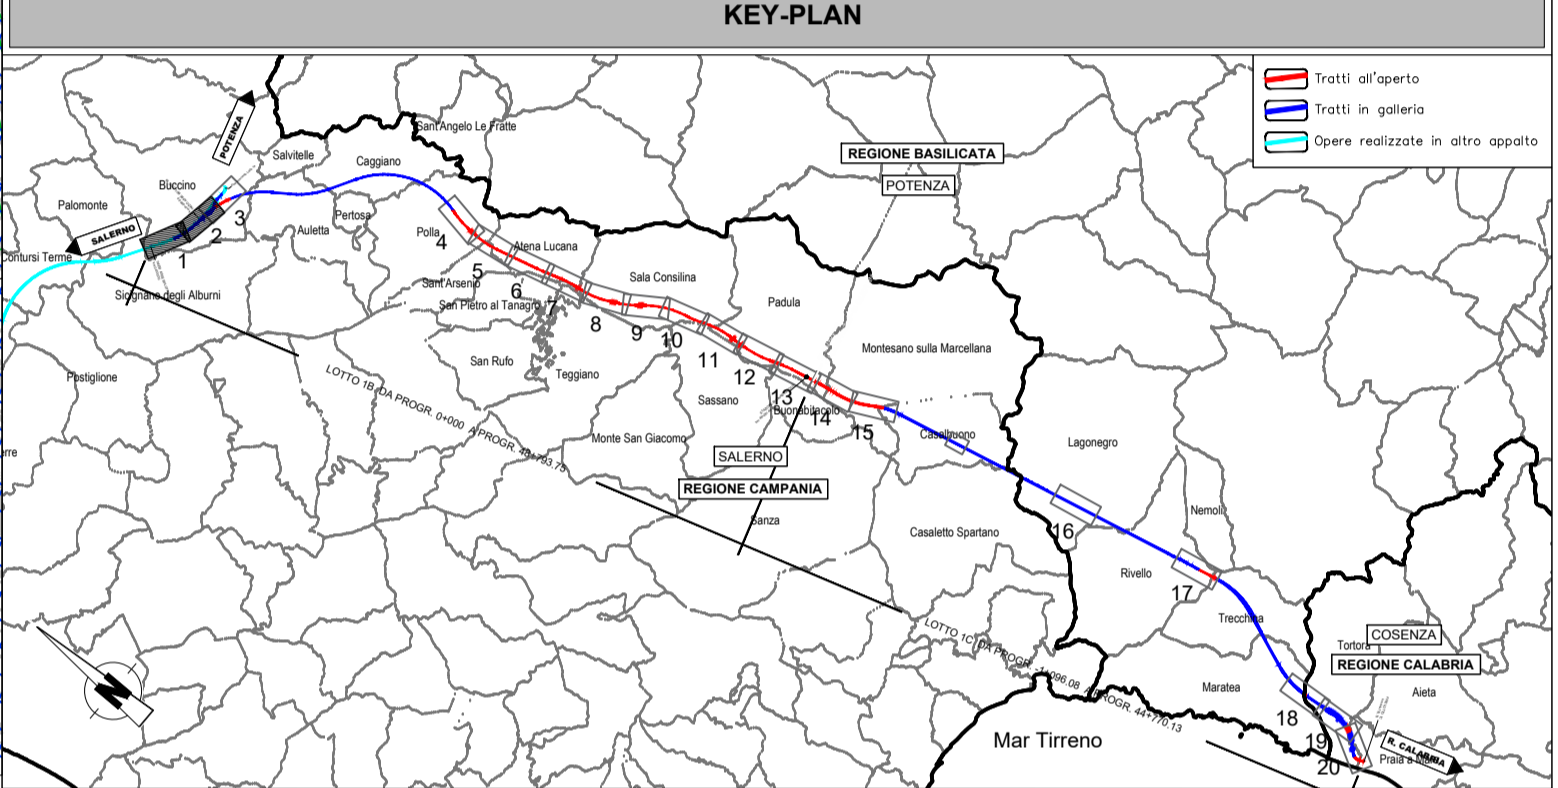 KEY-PLAN
Tratti all'aperto
Tratti in galleria
Opere realizzate in altro appalto
POTENZA
Sant'Angelo Le Fratte
Salvitelle
Caggiano
REGIONE BASILICATA
POTENZA
Buccino
Palomonte
Pertosa
3
SALERNO
2
Auletta
Polla
4
Atena Lucana
Contursi Terme
1
5
Sala Consilina
Sant'Arsenio
6
Sicignano degli Alburni
San Pietro al Tanagro
7
Padula
8
9
10
Montesano sulla Marcellana
San Rufo
11
Postiglione
Teggiano
12
LOTTO 1B, DA PROGR. 0+000 A PROGR. 48+793.75
Sassano
13
Buonabitacolo
14
15
Casalbuono
Monte San Giacomo
Lagonegro
SALERNO
REGIONE CAMPANIA
Nemoli
Sanza
16
Casaletto Spartano
Rivello
17
Trecchina
LOTTO 1C, DA PROGR. -1+096.08 A PROGR. 44+770.13
COSENZA
Tortora
REGIONE CALABRIA
N
Maratea
Aieta
18
Mar Tirreno
19
R. CALABRIA
Praia a Mare
20